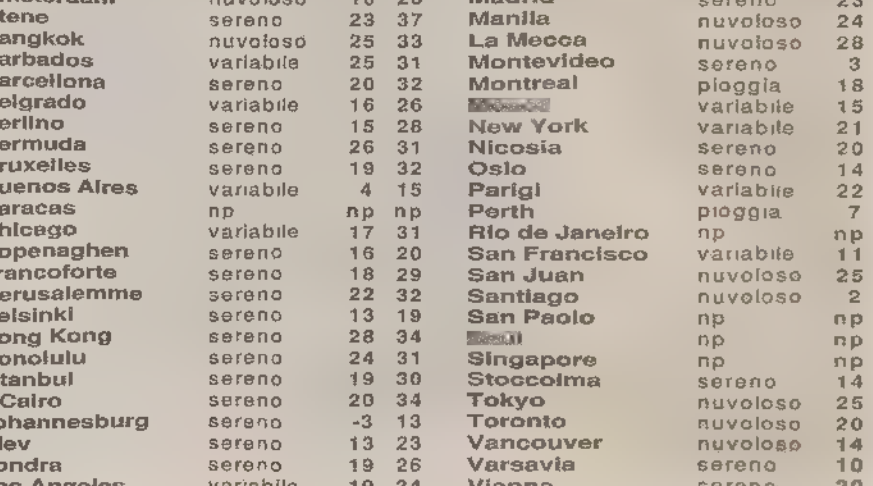 tene sereno 23 37
angkok nuvoloso 25 33
arbados variabile 25 31
arcellona sereno 20 32
elgrado variabile 16 26
erlino sereno 15 28
ermuda sereno 26 31
ruxelles sereno 19 32
uenos Aires variabile 4 15
aracas np np np
hicago variabile 17 31
openaghen sereno 16 20
rancoforte sereno 18 29
erusalemme sereno 22 32
elsinki sereno 13 19
ong Kong sereno 28 34
onolulu sereno 24 31
stanbul sereno 19 30
Cairo sereno 20 34
ohannesburg sereno -3 13
iev sereno 13 23
ondra sereno 19 26
Manila nuvoloso 24
La Mecca nuvoloso 28
Montevideo sereno 3
Montreal pioggia 18
variabile 15
New York variabile 21
Nicosia sereno 20
Oslo sereno 14
Parigi variabile 22
Perth pioggia 7
Rio de Janeiro np np
San Francisco variabile 11
San Juan nuvoloso 25
Santiago nuvoloso 2
San Paolo np np
np np
Singapore np np
Stoccolma sereno 14
Tokyo nuvoloso 25
Toronto nuvoloso 20
Vancouver nuvoloso 14
Varsavia sereno 10